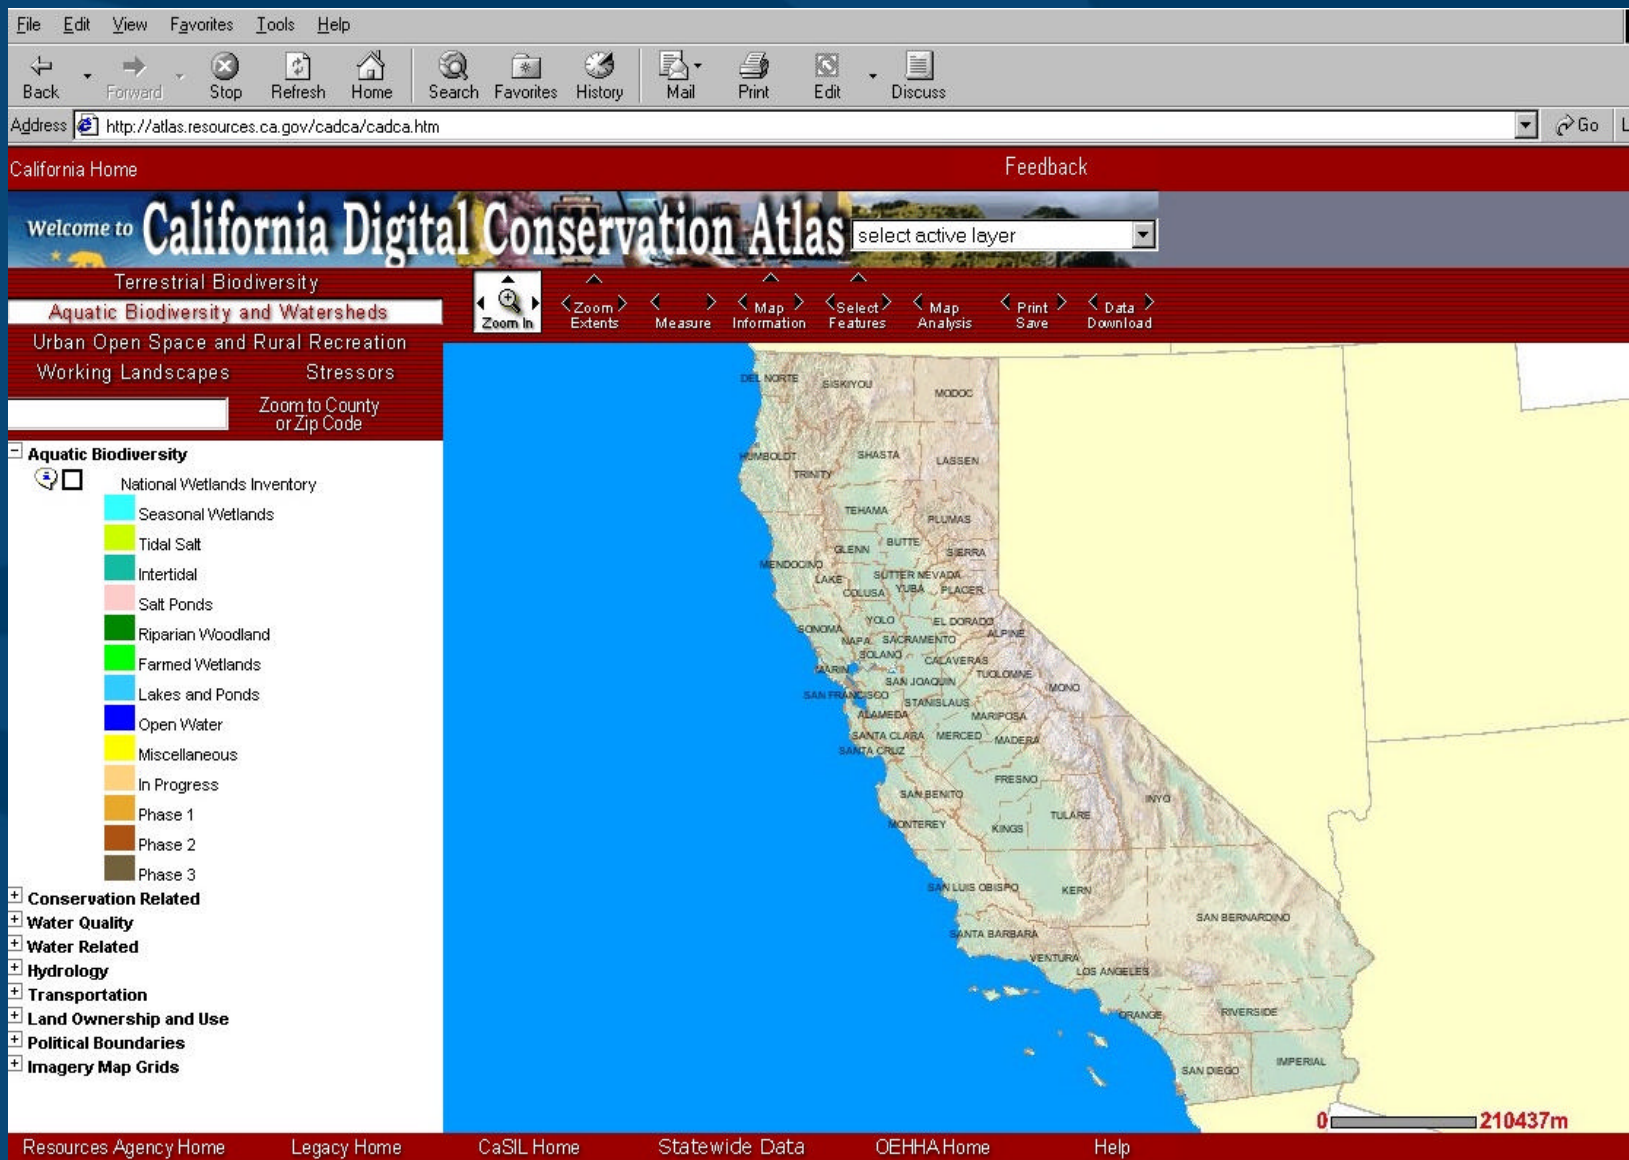 File Edit View Favorites Tools Help
Back Forward Stop Refresh Home Search Favorites History Mail Print Edit Discuss
Address http://atlas.resources.ca.gov/cadca/cadca.htm Go
California Home Feedback
Welcome to California Digital Conservation Atlas select active layer
Terrestrial Biodiversity
Aquatic Biodiversity and Watersheds
Urban Open Space and Rural Recreation
Working Landscapes Stressors
Zoom to County
or Zip Code
Zoom In
Zoom
Extents
Measure
Map
Information
Select
Features
Map
Analysis
Print
Save
Data
Download
Aquatic Biodiversity
National Wetlands Inventory
Seasonal Wetlands
Tidal Salt
Intertidal
Salt Ponds
Riparian Woodland
Farmed Wetlands
Lakes and Ponds
Open Water
Miscellaneous
In Progress
Phase 1
Phase 2
Phase 3
Conservation Related
Water Quality
Water Related
Hydrology
Transportation
Land Ownership and Use
Political Boundaries
Imagery Map Grids
DEL NORTE SISKIYOU MODOC
HUMBOLDT TRINITY SHASTA LASSEN
TEHAMA PLUMAS
GLENN BUTTE SIERRA
MENDOCINO LAKE SUTTER NEVADA
COLUSA YUBA PLACER
SONOMA YOLO EL DORADO ALPINE
NAPA SACRAMENTO
SOLANO CALAVERAS
MARIN SAN JOAQUIN TUOLOMNE MONO
SAN FRANCISCO STANISLAUS
ALAMEDA MARIPOSA
SANTA CLARA MERCED MADERA
SANTA CRUZ
FRESNO
SAN BENITO INYO
MONTEREY KINGS TULARE
SAN LUIS OBISPO KERN
SAN BERNARDINO
SANTA BARBARA
VENTURA
LOS ANGELES
ORANGE RIVERSIDE
SAN DIEGO IMPERIAL
0 210437m
Resources Agency Home Legacy Home CaSIL Home Statewide Data OEHHA Home Help